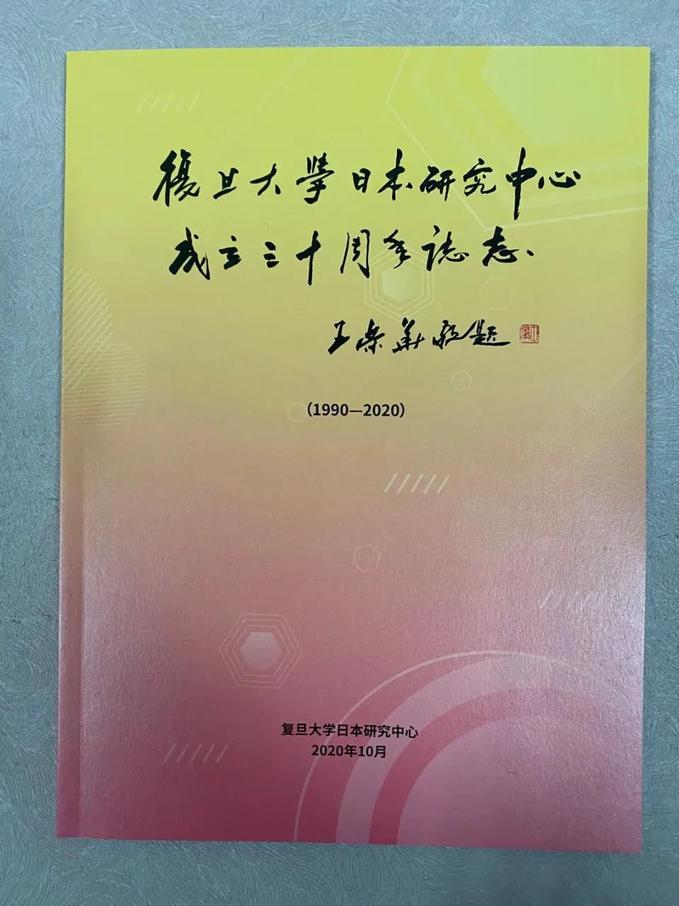 復旦大學日本研究中心
成立三十周年誌志
王荣華敬題
（1990—2020）
复旦大学日本研究中心
2020年10月